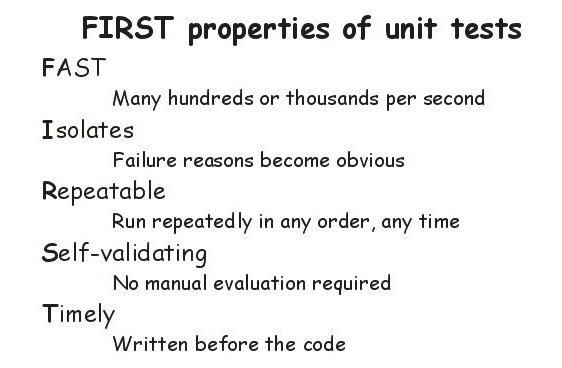 FIRST properties of unit tests
FAST
Many hundreds or thousands per second
Isolates
Failure reasons become obvious
Repeatable
Run repeatedly in any order, any time
Self-validating
No manual evaluation required
Timely
Written before the code